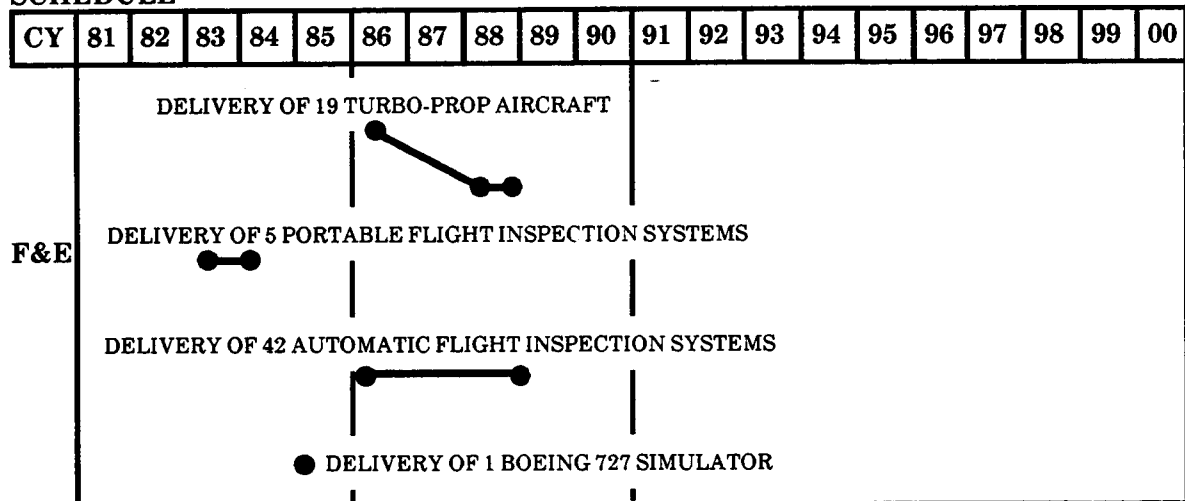 SCHEDULE
CY 81 82 83 84 85 86 87 88 89 90 91 92 93 94 95 96 97 98 99 00
DELIVERY OF 19 TURBO-PROP AIRCRAFT
DELIVERY OF 5 PORTABLE FLIGHT INSPECTION SYSTEMS
F&E
DELIVERY OF 42 AUTOMATIC FLIGHT INSPECTION SYSTEMS
DELIVERY OF 1 BOEING 727 SIMULATOR